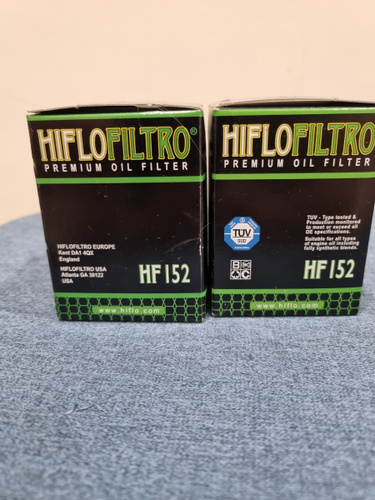 HIFLOFILTRO®
PREMIUM OIL FILTER
HIFLOFILTRO EUROPE
Kent DA1 4QX
England
HIFLOFILTRO USA
Atlanta GA 30122
USA
HF152
www.hiflo.com
HIFLOFILTRO
PREMIUM OIL FILTER
TUV
SUD
TUV - Type tested &
Production monitored
to meet or exceed all
OE specifications.
Suitable for all types
of engine oil including
fully synthetic blends.
HF152
www.hiflo.com